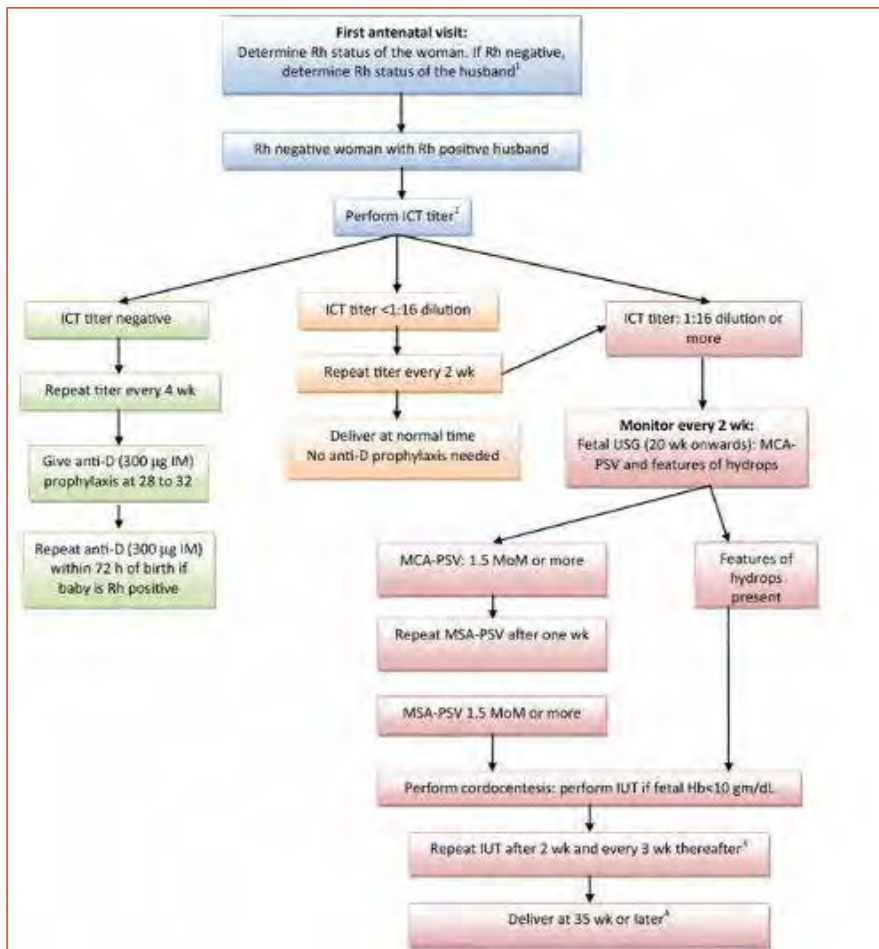 First antenatal visit:
Determine Rh status of the woman. If Rh negative,
determine Rh status of the husband¹
Rh negative woman with Rh positive husband
Perform ICT titer²
ICT titer negative
Repeat titer every 4 wk
Give anti-D (300 µg IM)
prophylaxis at 28 to 32
Repeat anti-D (300 µg IM)
within 72 h of birth if
baby is Rh positive
ICT titer <1:16 dilution
Repeat titer every 2 wk
Deliver at normal time
No anti-D prophylaxis needed
ICT titer: 1:16 dilution or
more
Monitor every 2 wk:
Fetal USG (20 wk onwards): MCA-
PSV and features of hydrops
MCA-PSV: 1.5 MoM or more
Repeat MSA-PSV after one wk
MSA-PSV 1.5 MoM or more
Features of
hydrops
present
Perform cordocentesis: perform IUT if fetal Hb<10 gm/dL
Repeat IUT after 2 wk and every 3 wk thereafter³
Deliver at 35 wk or later⁴